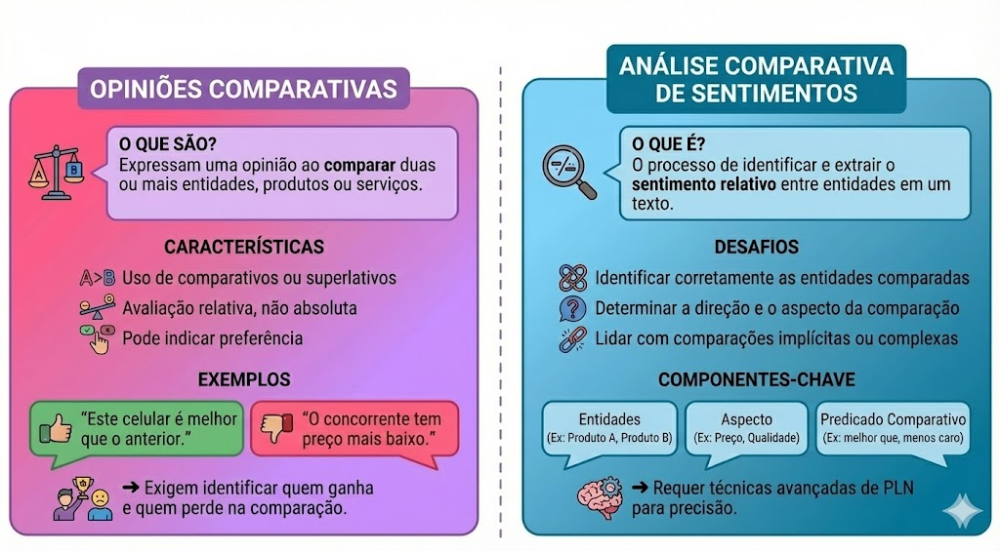 OPINIÕES COMPARATIVAS
O QUE SÃO?
Expressam uma opinião ao comparar duas
ou mais entidades, produtos ou serviços.
A
B
CARACTERÍSTICAS
A>B Uso de comparativos ou superlativos
Avaliação relativa, não absoluta
Pode indicar preferência
EXEMPLOS
“Este celular é melhor
que o anterior.”
“O concorrente tem
preço mais baixo.”
➔ Exigem identificar quem ganha
e quem perde na comparação.
ANÁLISE COMPARATIVA
DE SENTIMENTOS
O QUE É?
O processo de identificar e extrair o
sentimento relativo entre entidades em um
texto.
DESAFIOS
Identificar corretamente as entidades comparadas
? Determinar a direção e o aspecto da comparação
Lidar com comparações implícitas ou complexas
COMPONENTES-CHAVE
Entidades
(Ex: Produto A, Produto B)
Aspecto
(Ex: Preço, Qualidade)
Predicado Comparativo
(Ex: melhor que, menos caro)
➔ Requer técnicas avançadas de PLN
para precisão.